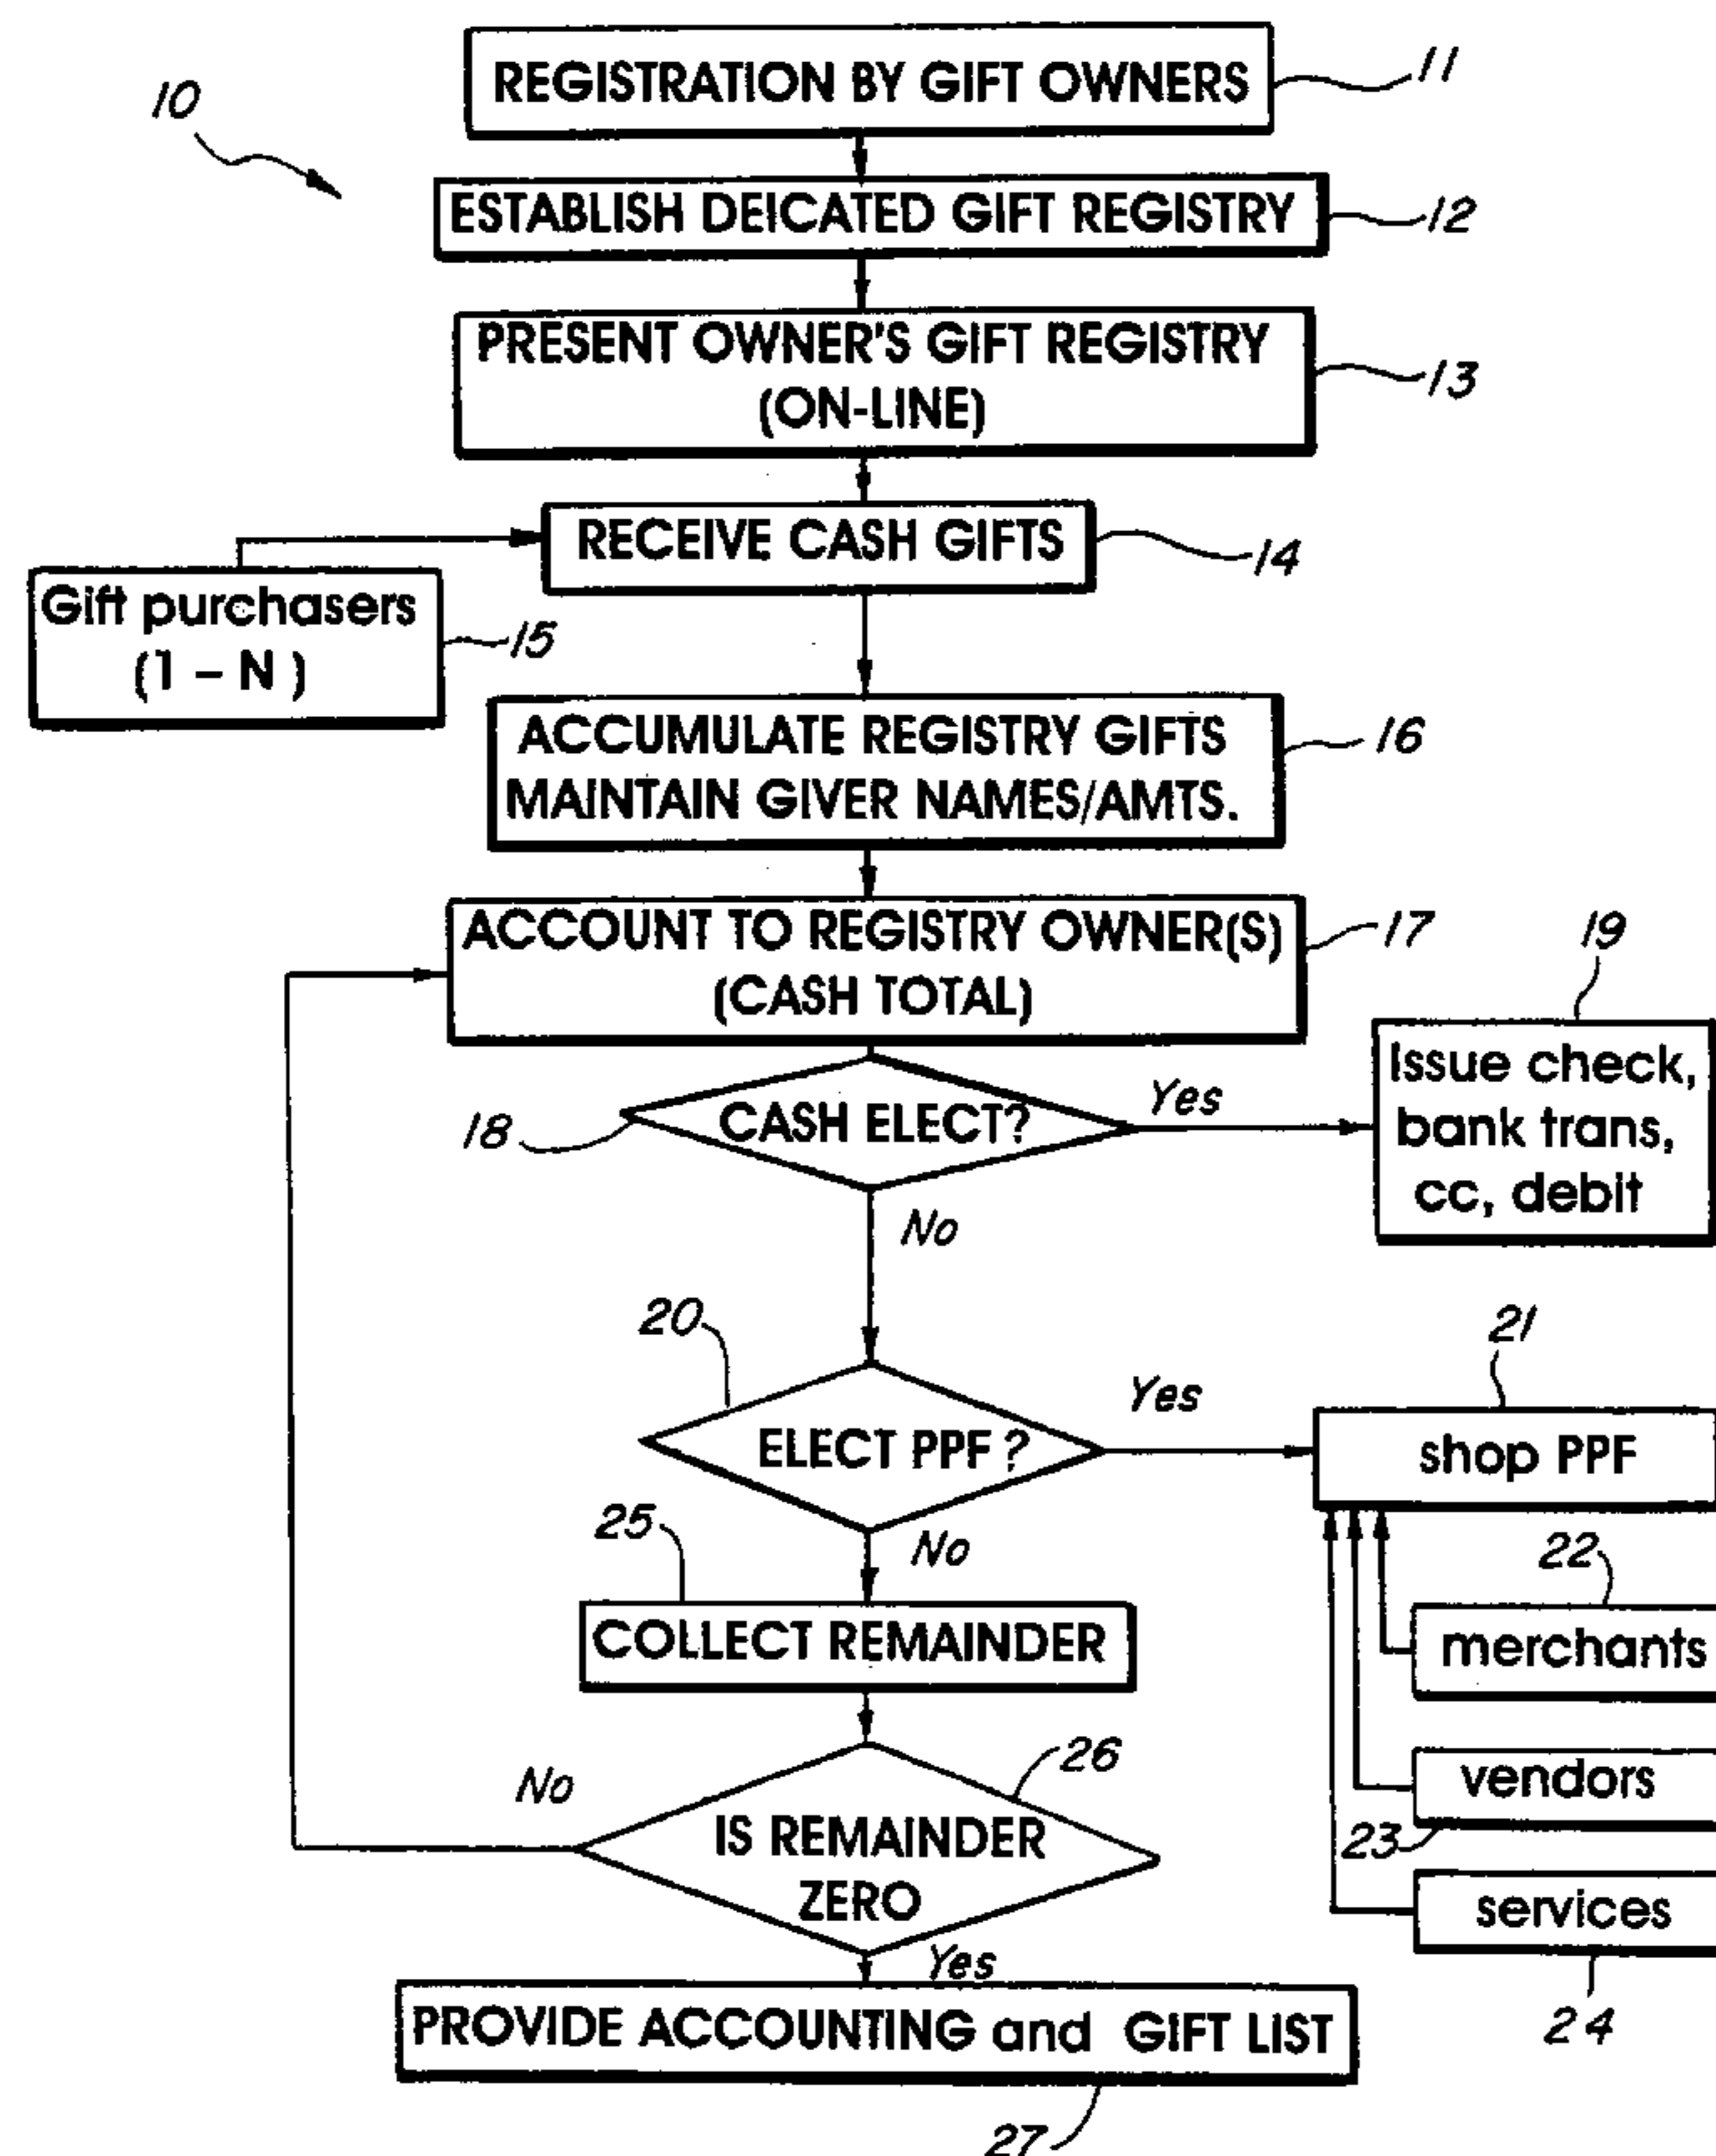 10
REGISTRATION BY GIFT OWNERS
11
ESTABLISH DEICATED GIFT REGISTRY
12
PRESENT OWNER'S GIFT REGISTRY
(ON-LINE)
13
RECEIVE CASH GIFTS
14
Gift purchasers
(1 – N )
15
ACCUMULATE REGISTRY GIFTS
MAINTAIN GIVER NAMES/AMTS.
16
ACCOUNT TO REGISTRY OWNER(S)
(CASH TOTAL)
17
18
CASH ELECT?
Yes
19
Issue check,
bank trans,
cc, debit
No
20
ELECT PPF ?
Yes
21
shop PPF
No
22
merchants
vendors
23
services
24
25
COLLECT REMAINDER
26
No
IS REMAINDER
ZERO
Yes
PROVIDE ACCOUNTING and GIFT LIST
27